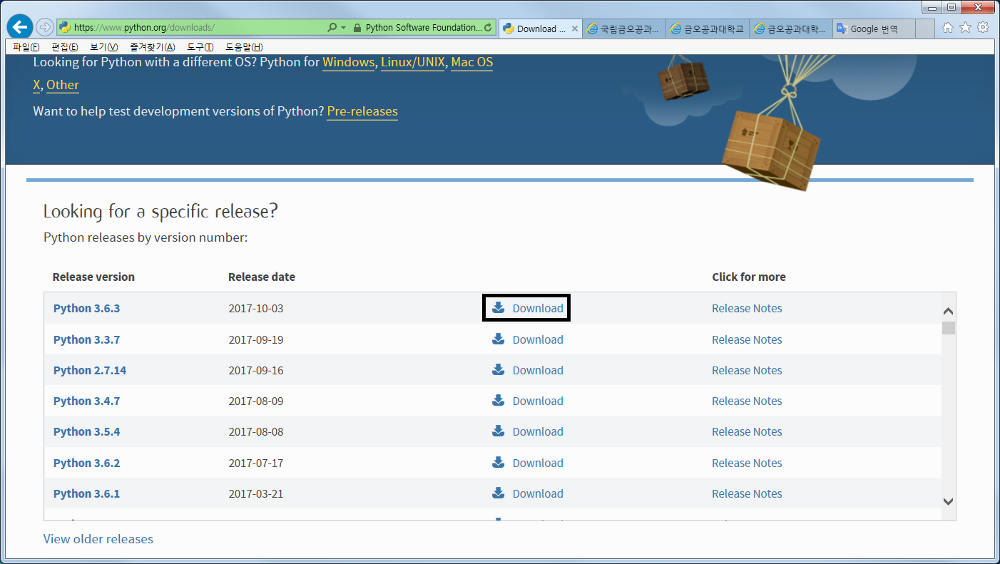 https://www.python.org/downloads/ Python Software Foundation... Download ... 국립금오공과... 금오공과대학교 금오공과대학... Google 번역
파일(F) 편집(E) 보기(V) 즐겨찾기(A) 도구(T) 도움말(H)
Looking for Python with a different OS? Python for Windows, Linux/UNIX, Mac OS
X, Other
Want to help test development versions of Python? Pre-releases
Looking for a specific release?
Python releases by version number:
Release version Release date Click for more
Python 3.6.3 2017-10-03 Download Release Notes
Python 3.3.7 2017-09-19 Download Release Notes
Python 2.7.14 2017-09-16 Download Release Notes
Python 3.4.7 2017-08-09 Download Release Notes
Python 3.5.4 2017-08-08 Download Release Notes
Python 3.6.2 2017-07-17 Download Release Notes
Python 3.6.1 2017-03-21 Download Release Notes
View older releases